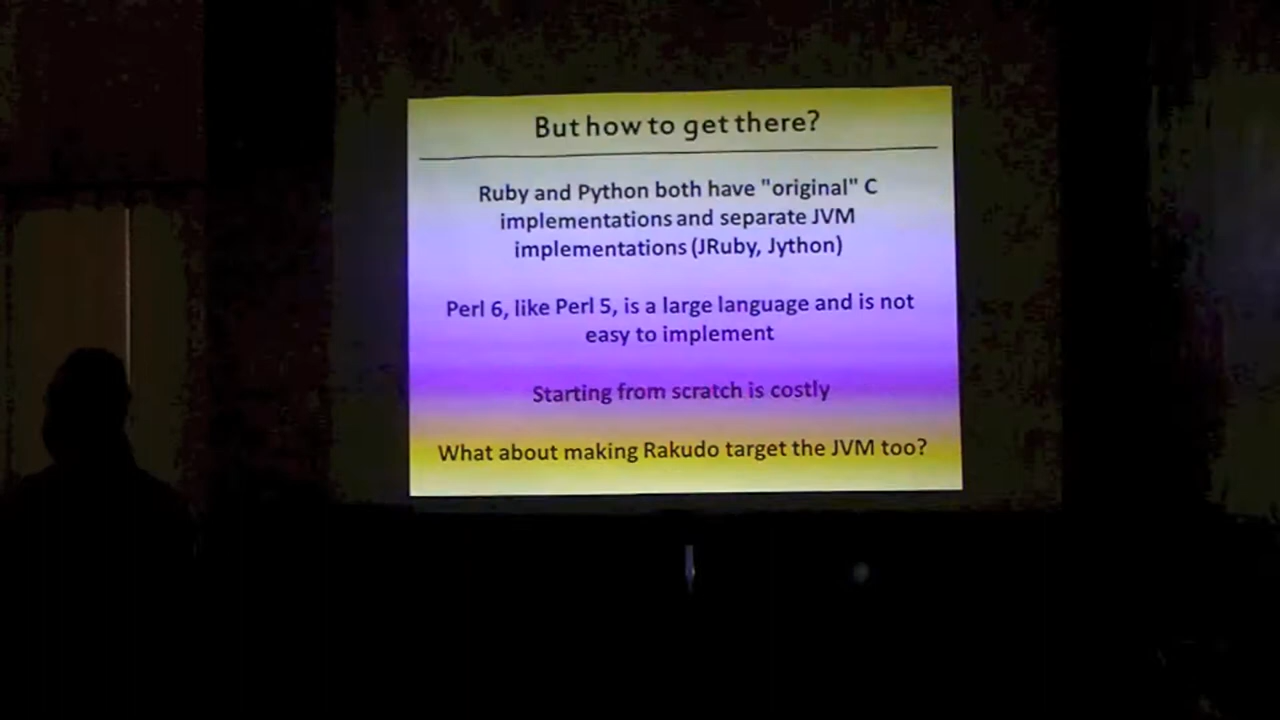 But how to get there?
Ruby and Python both have "original" C
implementations and separate JVM
implementations (JRuby, Jython)
Perl 6, like Perl 5, is a large language and is not
easy to implement
Starting from scratch is costly
What about making Rakudo target the JVM too?